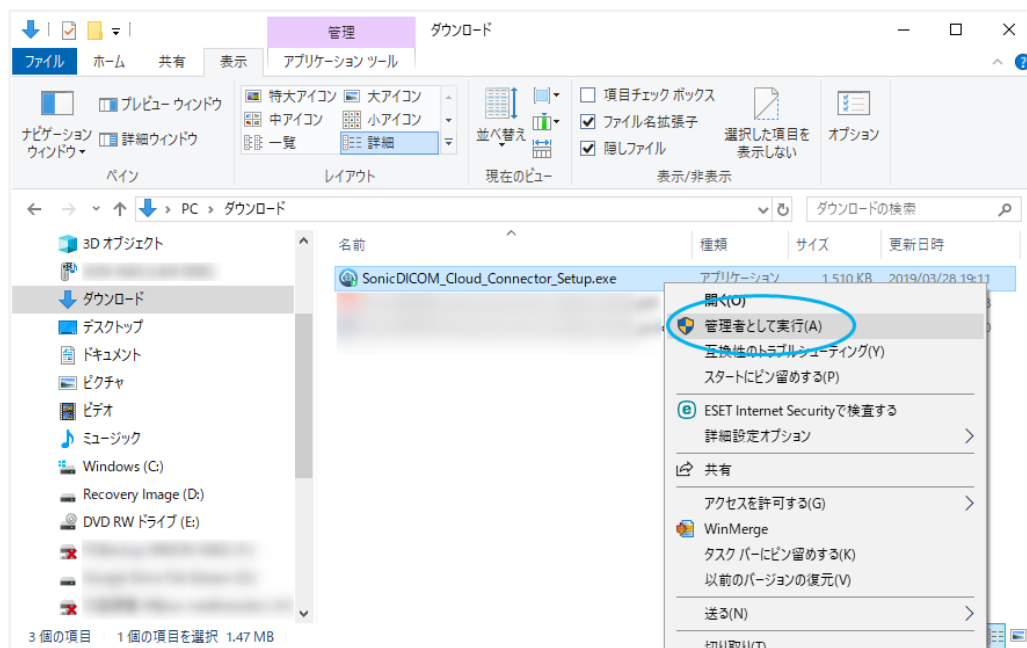 管理 ダウンロード
ファイル ホーム 共有 表示 アプリケーション ツール
ナビゲーション ウィンドウ
プレビュー ウィンドウ
詳細ウィンドウ
ペイン
特大アイコン 大アイコン
中アイコン 小アイコン
一覧 詳細
レイアウト
並べ替え
現在のビュー
項目チェック ボックス
ファイル名拡張子
隠しファイル
選択した項目を
表示しない
表示/非表示
オプション
PC › ダウンロード
ダウンロードの検索
3D オブジェクト
ダウンロード
デスクトップ
ドキュメント
ピクチャ
ビデオ
ミュージック
Windows (C:)
Recovery Image (D:)
DVD RW ドライブ (E:)
名前 種類 サイズ 更新日時
SonicDICOM_Cloud_Connector_Setup.exe アプリケーション 1,510 KB 2019/03/28 19:11
開く(O)
管理者として実行(A)
互換性のトラブルシューティング(Y)
スタートにピン留めする(P)
ESET Internet Securityで検査する
詳細設定オプション
共有
アクセスを許可する(G)
WinMerge
タスク バーにピン留めする(K)
以前のバージョンの復元(V)
送る(N)
切り取り(T)
3 個の項目 1 個の項目を選択 1.47 MB